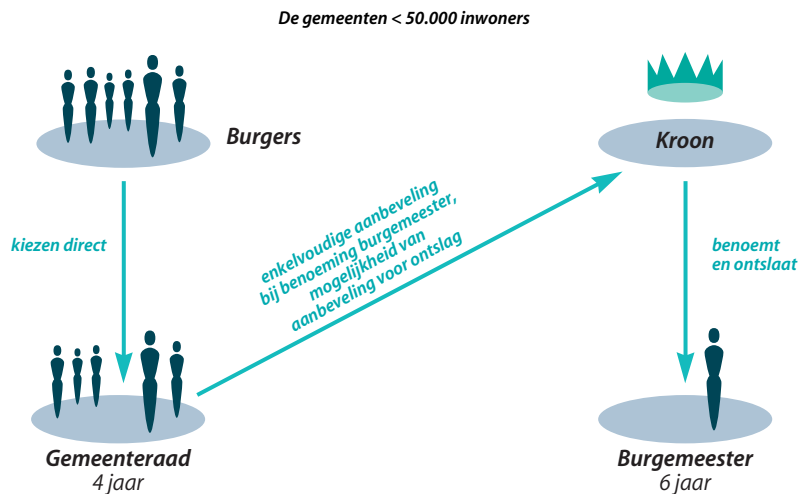 De gemeenten < 50.000 inwoners
Burgers
Kroon
kiezen direct
enkelvoudige aanbeveling
bij benoeming burgemeester,
mogelijkheid van
aanbeveling voor ontslag
benoemt
en ontslaat
Gemeenteraad
4 jaar
Burgemeester
6 jaar